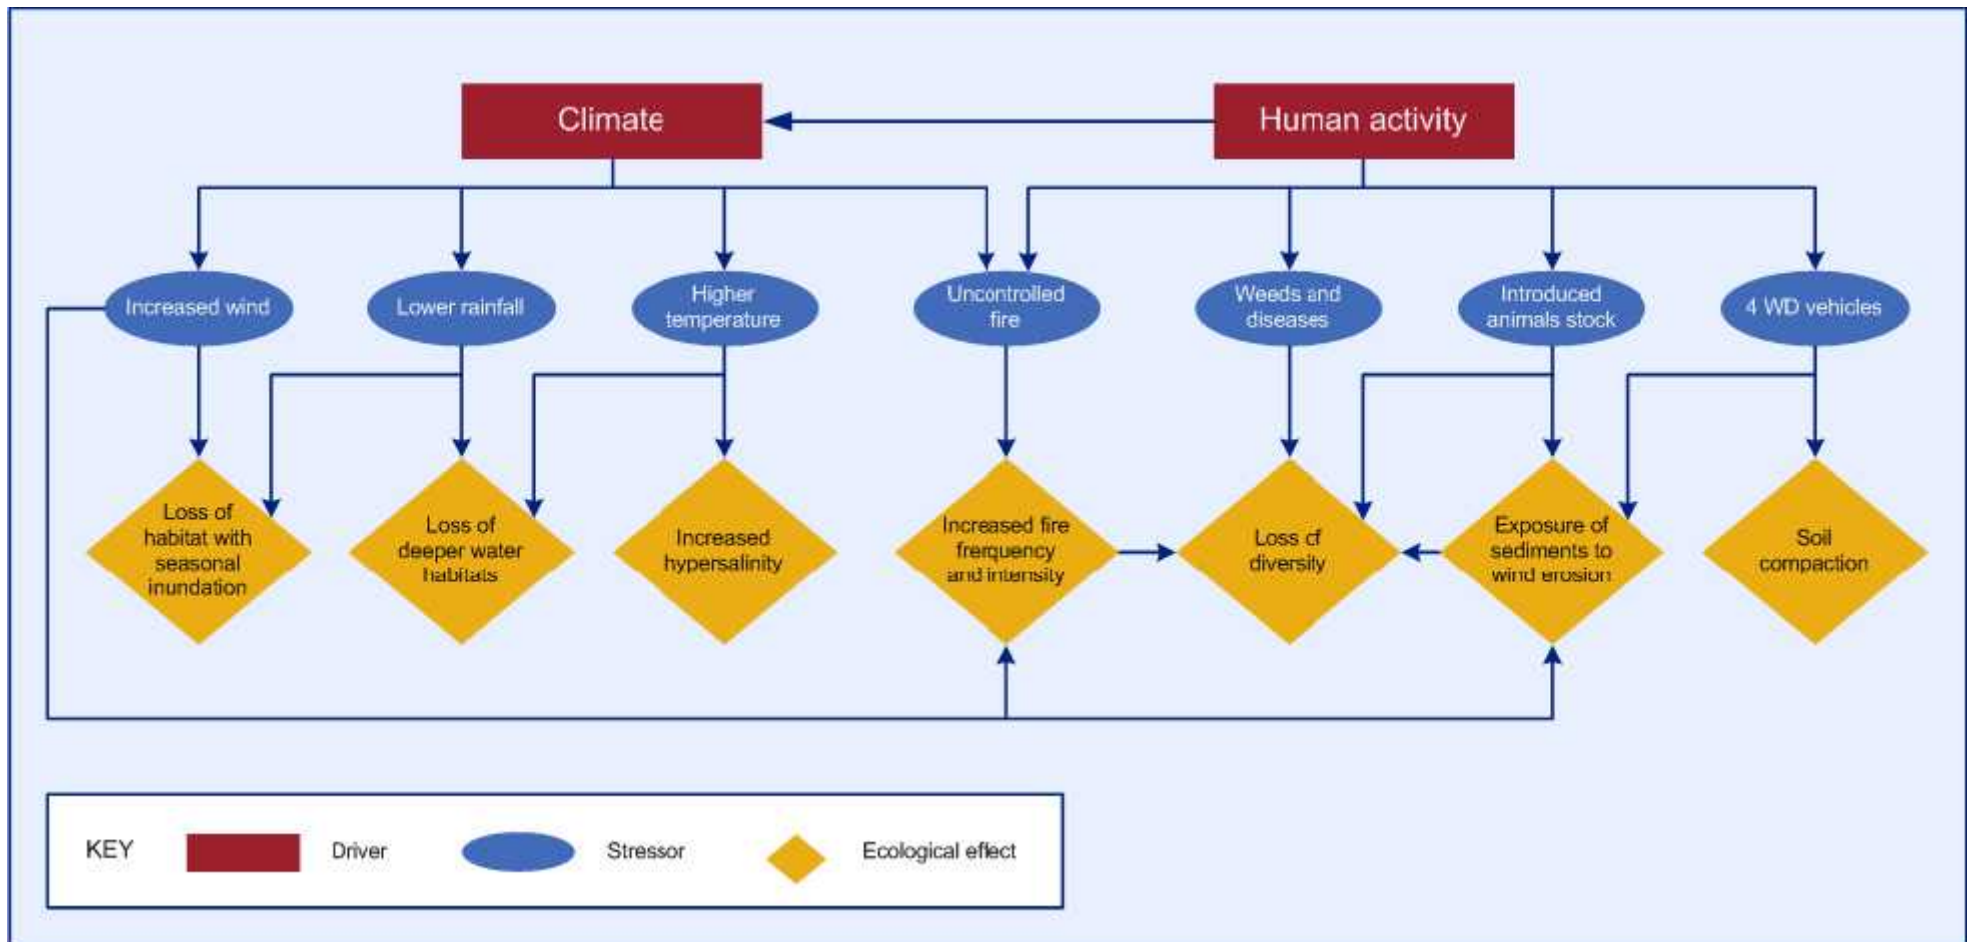 Climate
Human activity
Increased wind
Lower rainfall
Higher
temperature
Uncontrolled
fire
Weeds and
diseases
Introduced
animals stock
4 WD vehicles
Loss of
habitat with
seasonal
inundation
Loss of
deeper water
habitats
Increased
hypersalinity
Increased fire
frerquency
and intensity
Loss of
diversity
Exposure of
sediments to
wind erosion
Soil
compaction
KEY
Driver
Stressor
Ecological effect